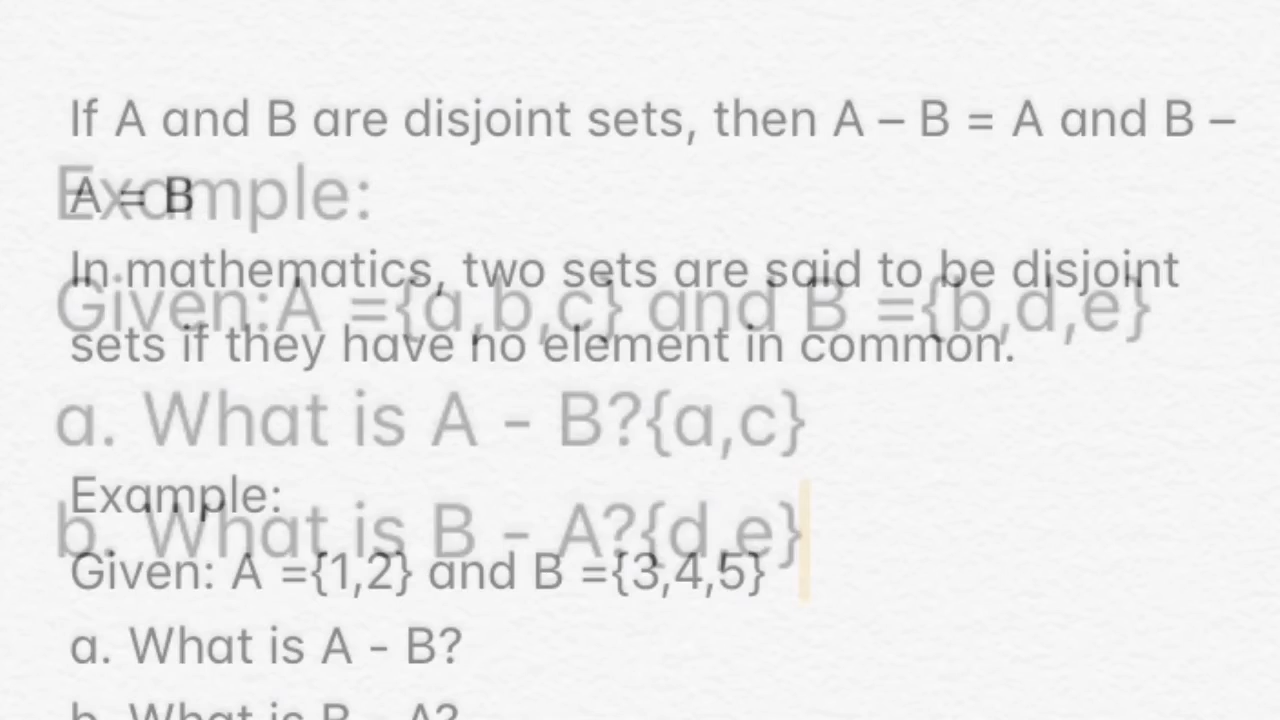 If A and B are disjoint sets, then A – B = A and B –
A = B
In mathematics, two sets are said to be disjoint
sets if they have no element in common.
Example:
Given: A ={1,2} and B ={3,4,5}
a. What is A - B?
b. What is B - A?
Example:
Given:A ={a,b,c} and B ={b,d,e}
a. What is A - B?{a,c}
b. What is B - A?{d,e}